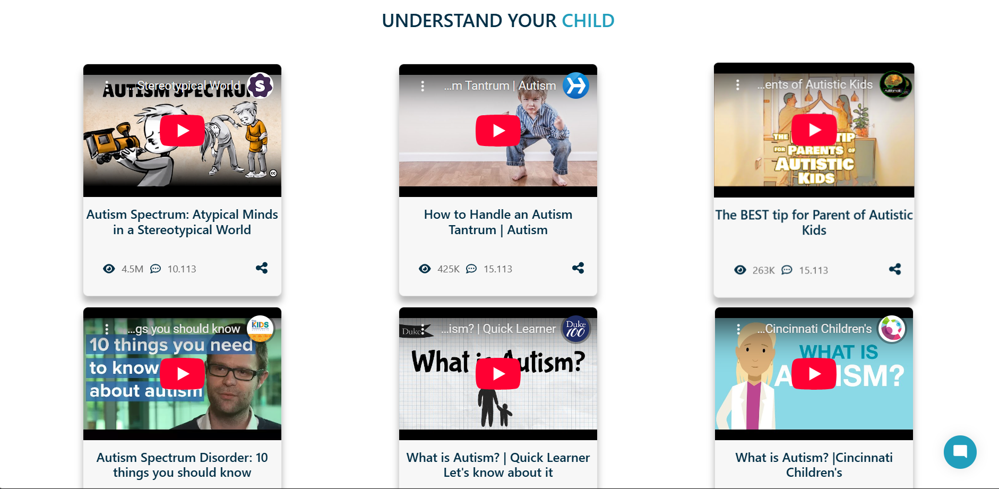 UNDERSTAND YOUR CHILD
...Stereotypical World
AUTISM SPECTRUM
S
cc
Autism Spectrum: Atypical Minds
in a Stereotypical World
4.5M 10.113
...m Tantrum | Autism
How to Handle an Autism
Tantrum | Autism
425K 15.113
...ents of Autistic Kids
Autismatic
THE TIP
FOR PARENTS OF
AUTISTIC
KIDS
The BEST tip for Parent of Autistic
Kids
263K 15.113
...gs you should know
KIDS
10 things you need
to know
about autism
Autism Spectrum Disorder: 10
things you should know
...ism? | Quick Learner
Duke
100
Duke
What is Autism?
What is Autism? | Quick Learner
Let's know about it
...Cincinnati Children's
WHAT IS
AUTISM?
What is Autism? |Cincinnati
Children's